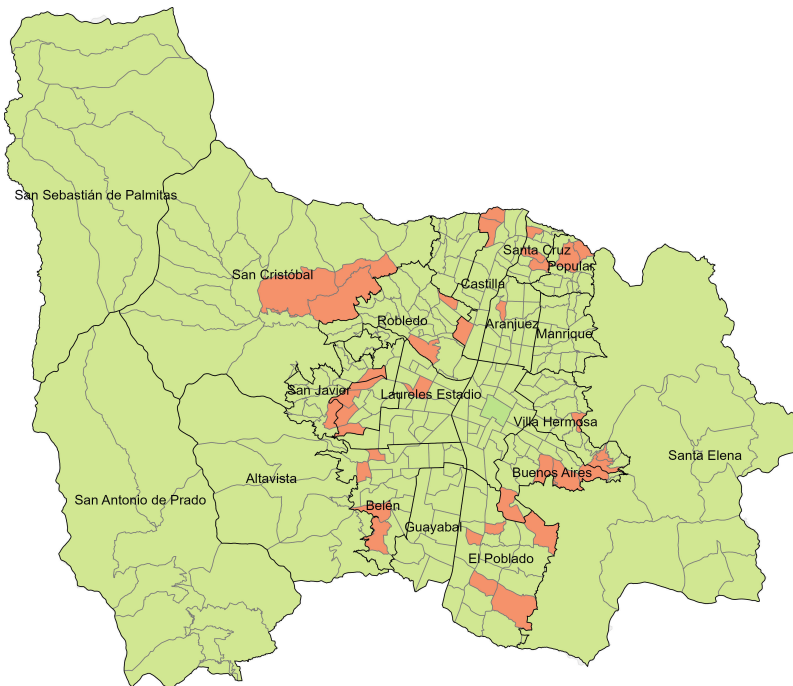 San Sebastián de Palmitas
Santa Cruz
Popular
San Cristóbal
Castilla
Robledo
Aranjuez
Manrique
San Javier
Laureles Estadio
Villa Hermosa
Santa Elena
Buenos Aires
Altavista
San Antonio de Prado
Belén
Guayabal
El Poblado